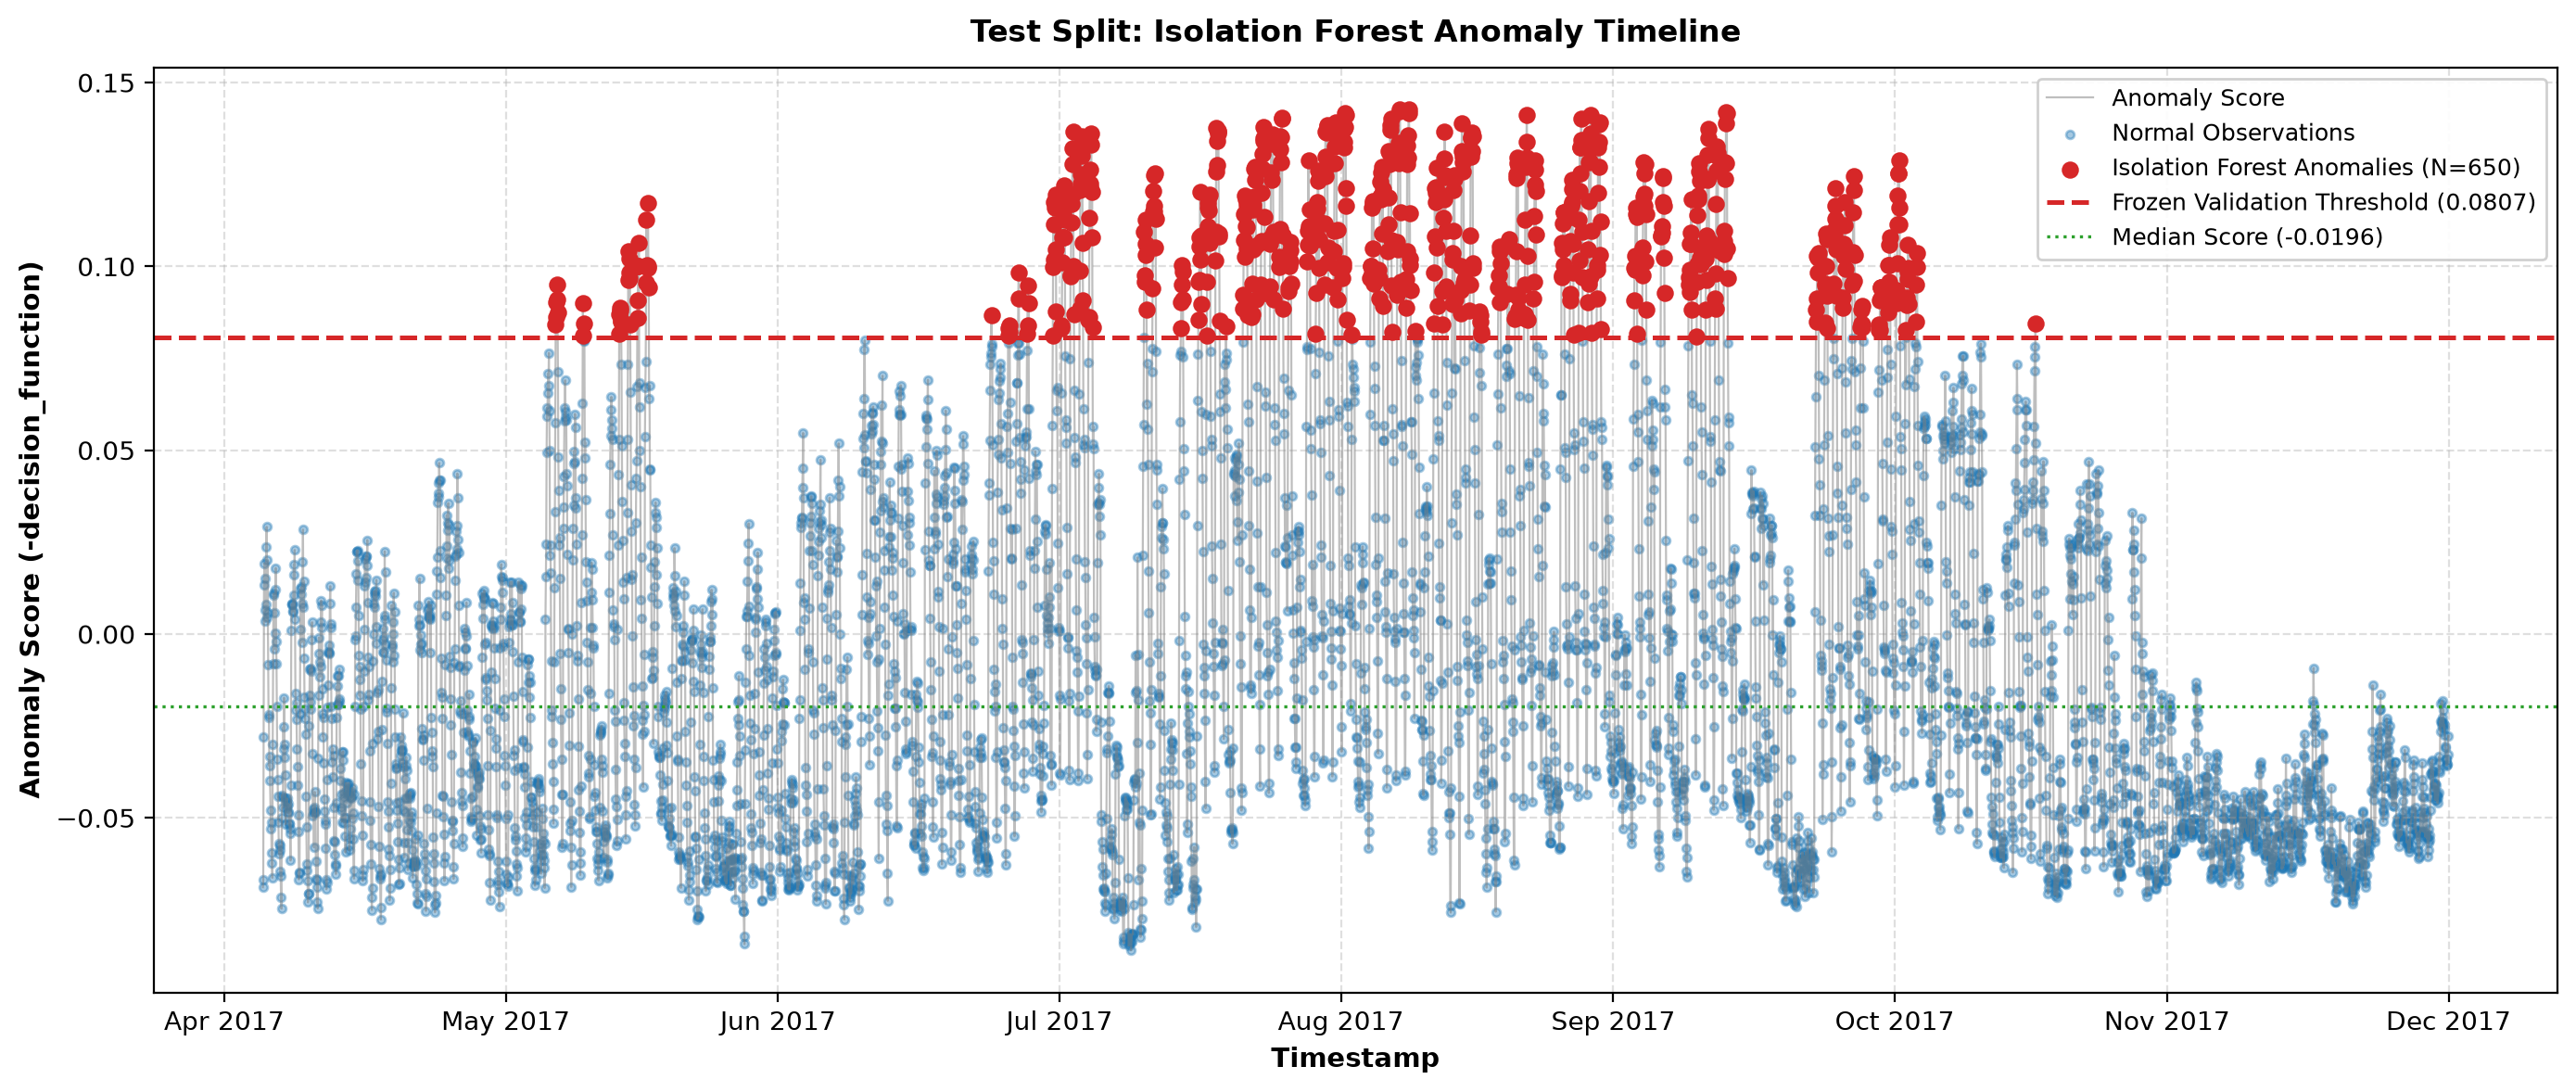 Test Split: Isolation Forest Anomaly Timeline
Anomaly Score (-decision_function)
0.15
0.10
0.05
0.00
−0.05
Anomaly Score
Normal Observations
Isolation Forest Anomalies (N=650)
Frozen Validation Threshold (0.0807)
Median Score (-0.0196)
Apr 2017
May 2017
Jun 2017
Jul 2017
Aug 2017
Sep 2017
Oct 2017
Nov 2017
Dec 2017
Timestamp